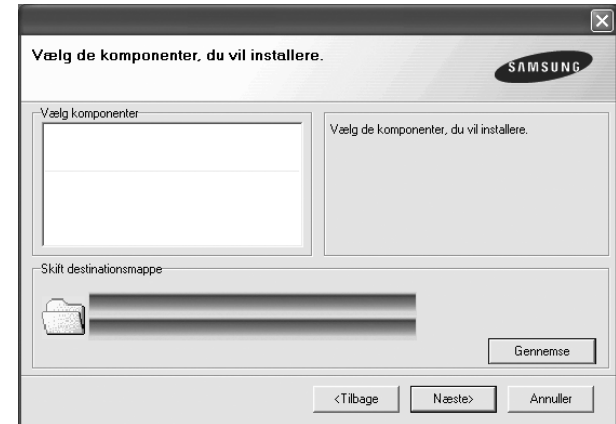 Vælg de komponenter, du vil installere.
SAMSUNG
Vælg komponenter
Vælg de komponenter, du vil installere.
Skift destinationsmappe
Gennemse
<Tilbage
Næste>
Annuller